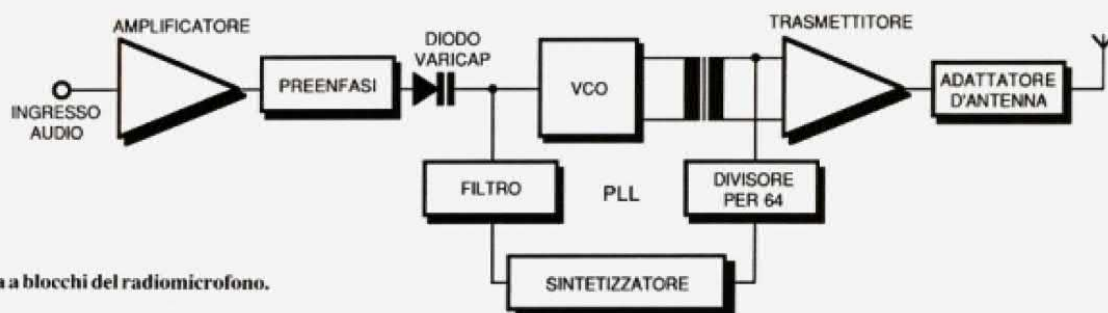 AMPLIFICATORE
INGRESSO
AUDIO
PREENFASI
DIODO
VARICAP
VCO
TRASMETTITORE
ADATTATORE
D'ANTENNA
FILTRO
PLL
DIVISORE
PER 64
SINTETIZZATORE
a blocchi del radiomicrofono.